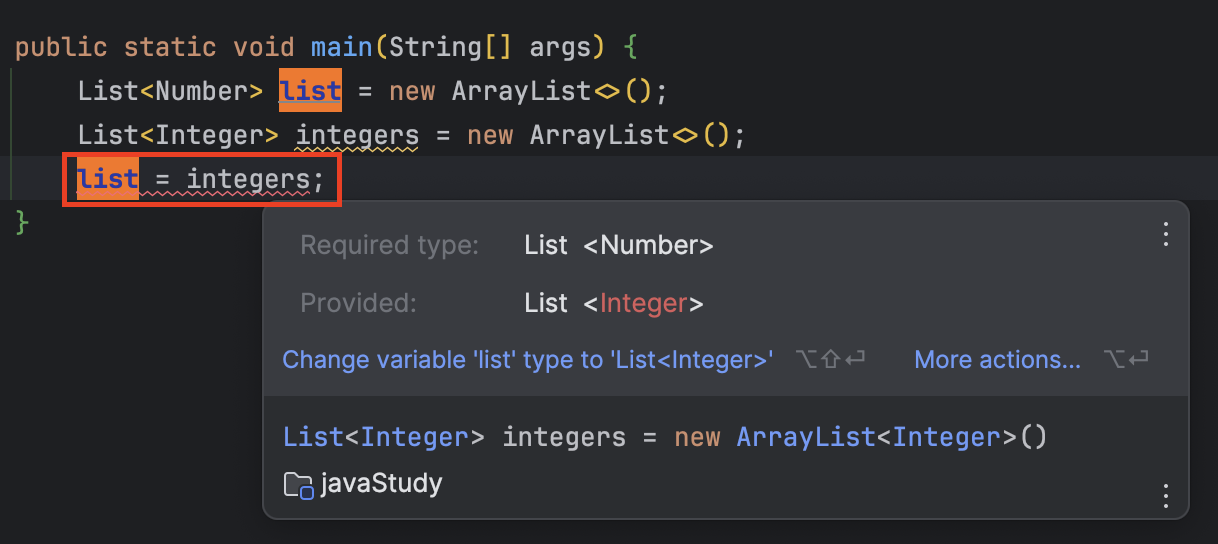 public static void main(String[] args) {
List<Number> list = new ArrayList<>();
List<Integer> integers = new ArrayList<>();
list = integers;
}
Required type: List <Number>
Provided: List <Integer>
Change variable 'list' type to 'List<Integer>' ⌥⇧↩ More actions... ⌥↩
List<Integer> integers = new ArrayList<Integer>()
javaStudy